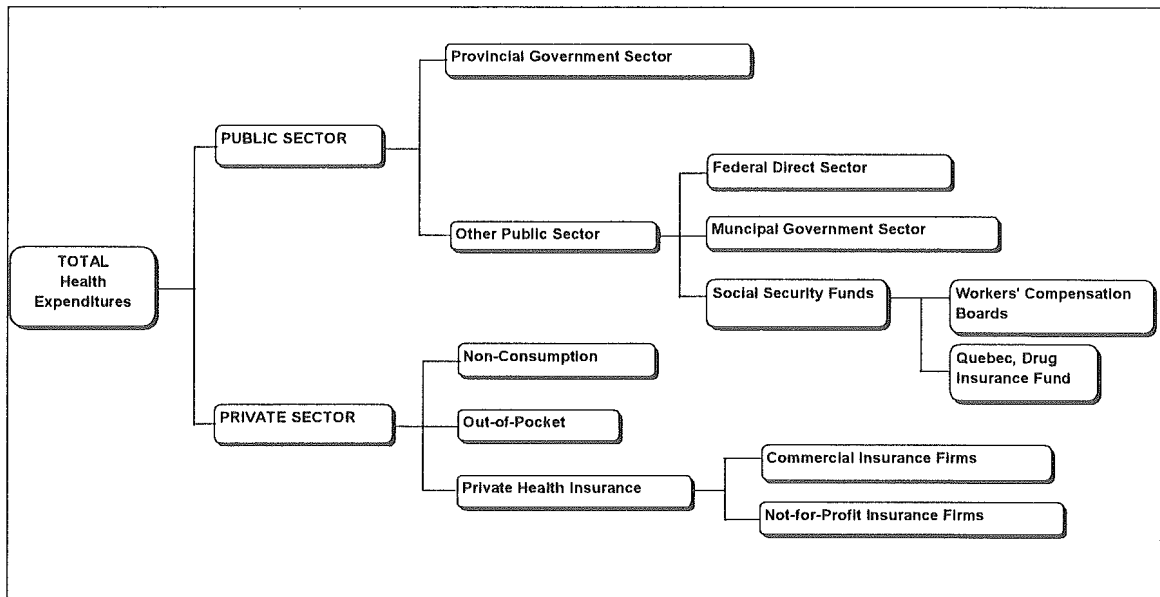 TOTAL
Health
Expenditures
PUBLIC SECTOR
Provincial Government Sector
Other Public Sector
Federal Direct Sector
Muncipal Government Sector
Social Security Funds
Workers' Compensation
Boards
Quebec, Drug
Insurance Fund
PRIVATE SECTOR
Non-Consumption
Out-of-Pocket
Private Health Insurance
Commercial Insurance Firms
Not-for-Profit Insurance Firms